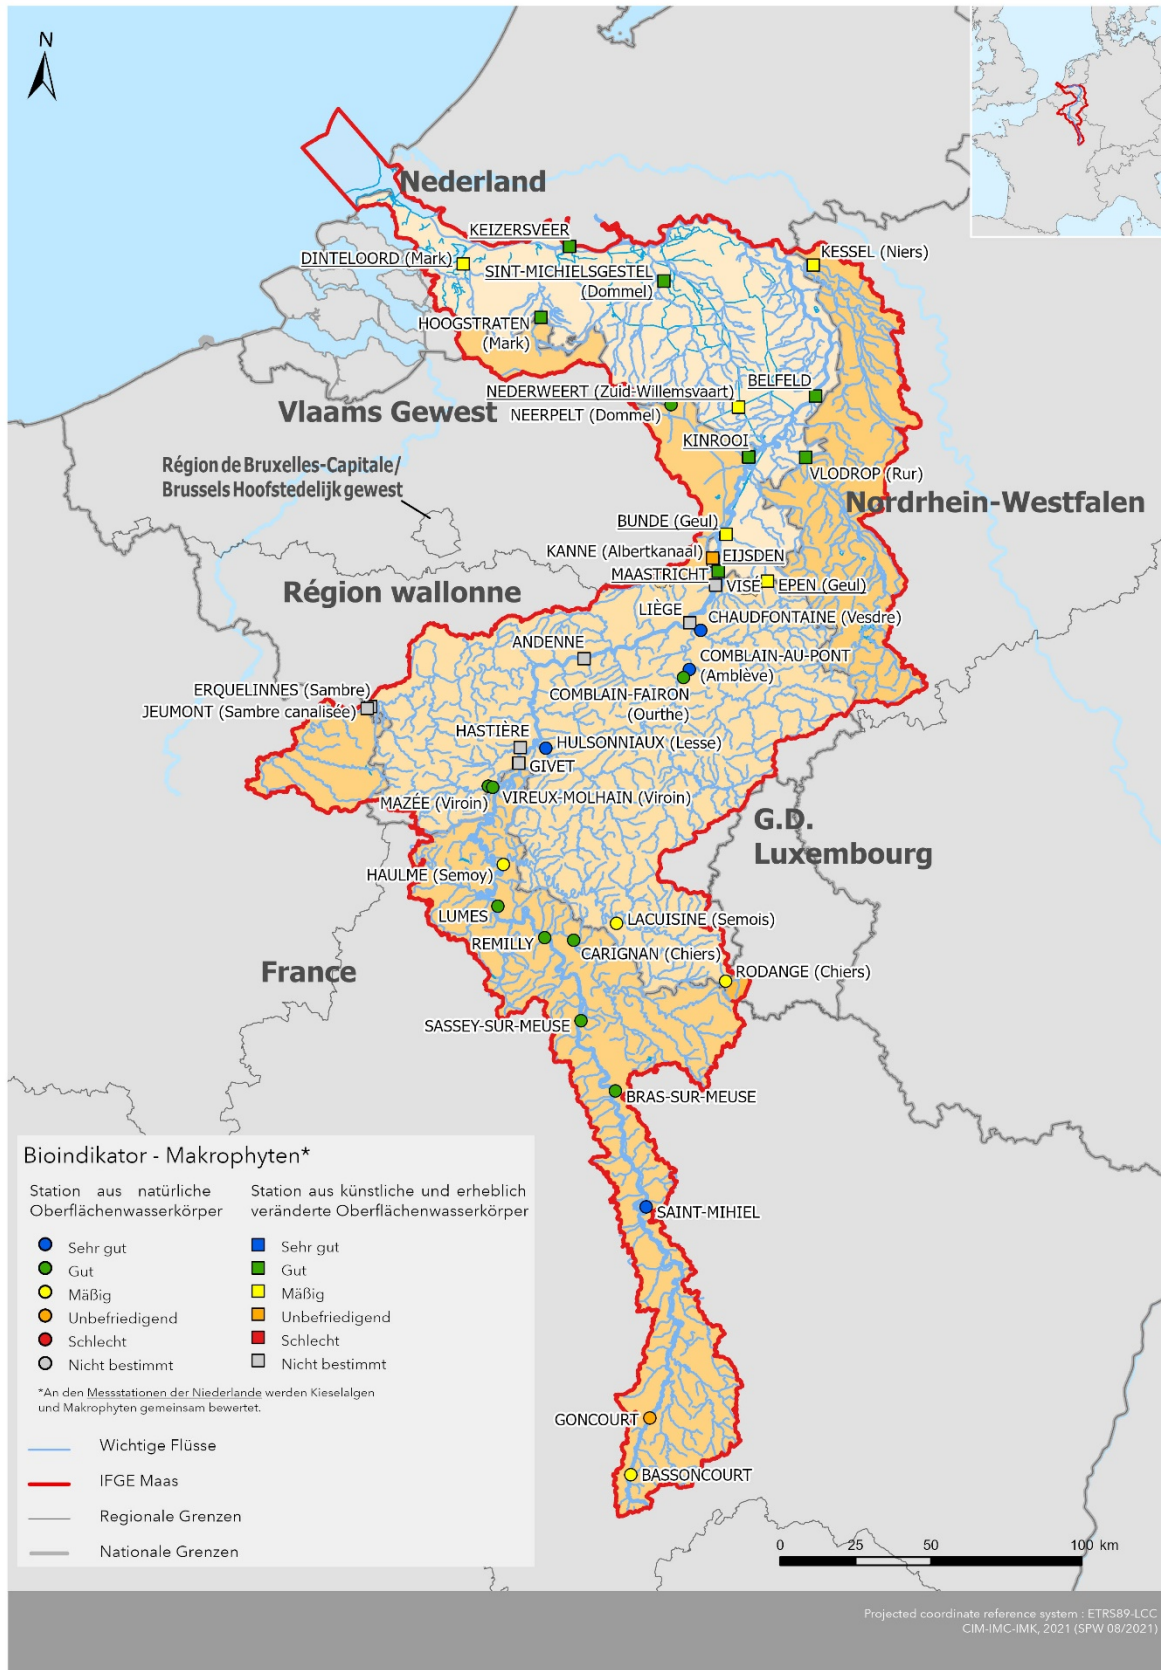 N
Nederland
KEIZERSVEER
DINTELOORD (Mark)
KESSEL (Niers)
SINT-MICHIELSGESTEL
(Dommel)
HOOGSTRATEN
(Mark)
BELFELD
NEDERWEERT (Zuid-Willemsvaart)
Vlaams Gewest
NEERPELT (Dommel)
KINROOI
Région de Bruxelles-Capitale/
Brussels Hoofstedelijk gewest
VLODROP (Rur)
Nordrhein-Westfalen
BUNDE (Geul)
KANNE (Albertkanaal)
EIJSDEN
MAASTRICHT
VISÉ
EPEN (Geul)
Région wallonne
LIÈGE
CHAUDFONTAINE (Vesdre)
ANDENNE
COMBLAIN-AU-PONT
(Amblève)
COMBLAIN-FAIRON
(Ourthe)
ERQUELINNES (Sambre)
JEUMONT (Sambre canalisée)
HASTIÈRE
HULSONNIAUX (Lesse)
GIVET
MAZÉE (Viroin)
VIREUX-MOLHAIN (Viroin)
G.D.
Luxembourg
HAULME (Semoy)
LUMES
LACUISINE (Semois)
REMILLY
CARIGNAN (Chiers)
France
RODANGE (Chiers)
SASSEY-SUR-MEUSE
BRAS-SUR-MEUSE
SAINT-MIHIEL
GONCOURT
BASSONCOURT
Bioindikator - Makrophyten*
Station aus natürliche
Oberflächenwasserkörper
Sehr gut
Gut
Mäßig
Unbefriedigend
Schlecht
Nicht bestimmt
Station aus künstliche und erheblich
veränderte Oberflächenwasserkörper
Sehr gut
Gut
Mäßig
Unbefriedigend
Schlecht
Nicht bestimmt
*An den Messstationen der Niederlande werden Kieselalgen
und Makrophyten gemeinsam bewertet.
Wichtige Flüsse
IFGE Maas
Regionale Grenzen
Nationale Grenzen
0 25 50 100 km
Projected coordinate reference system : ETRS89-LCC
CIM-IMC-IMK, 2021 (SPW 08/2021)